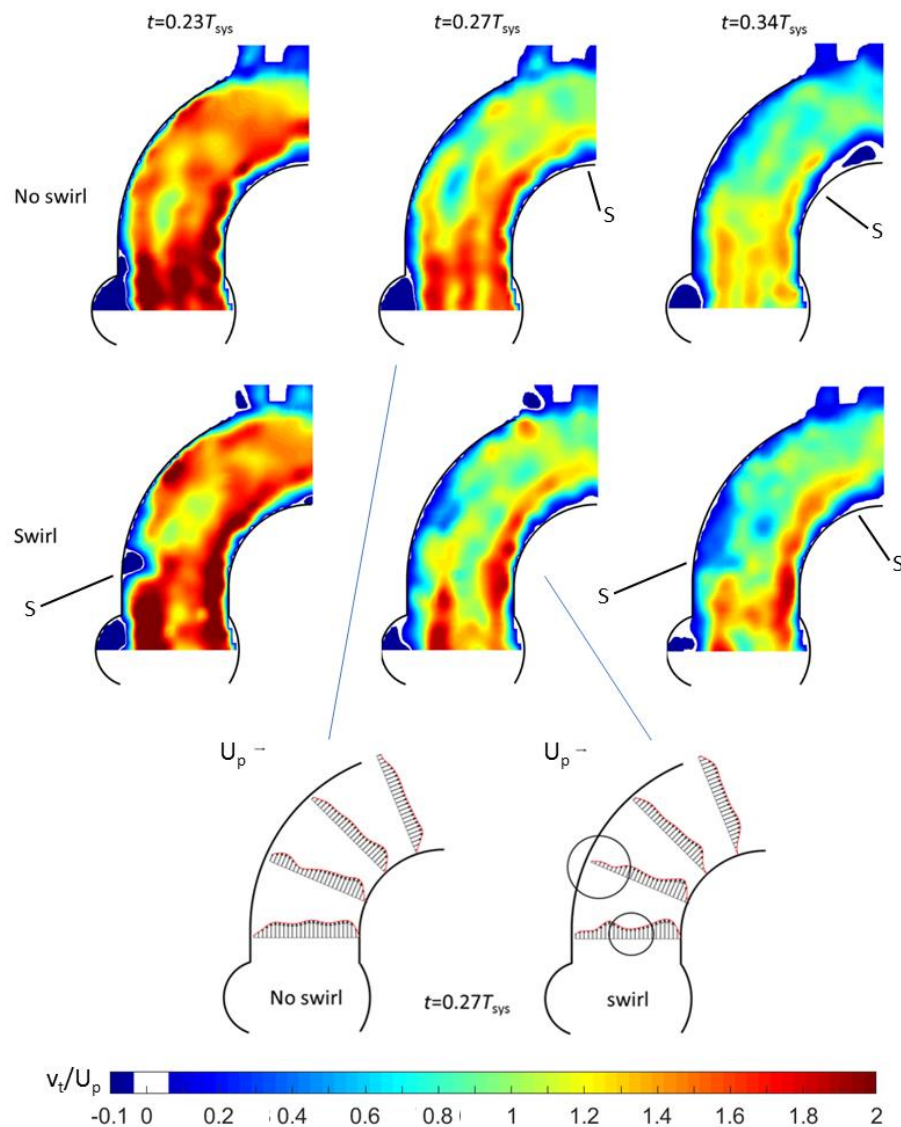 t=0.23Tsys t=0.27Tsys t=0.34Tsys
No swirl
S
S
Swirl
S
S
S
Up → Up →
No swirl t=0.27Tsys swirl
vt/Up
-0.1 0 0.2 0.4 0.6 0.8 1 1.2 1.4 1.6 1.8 2